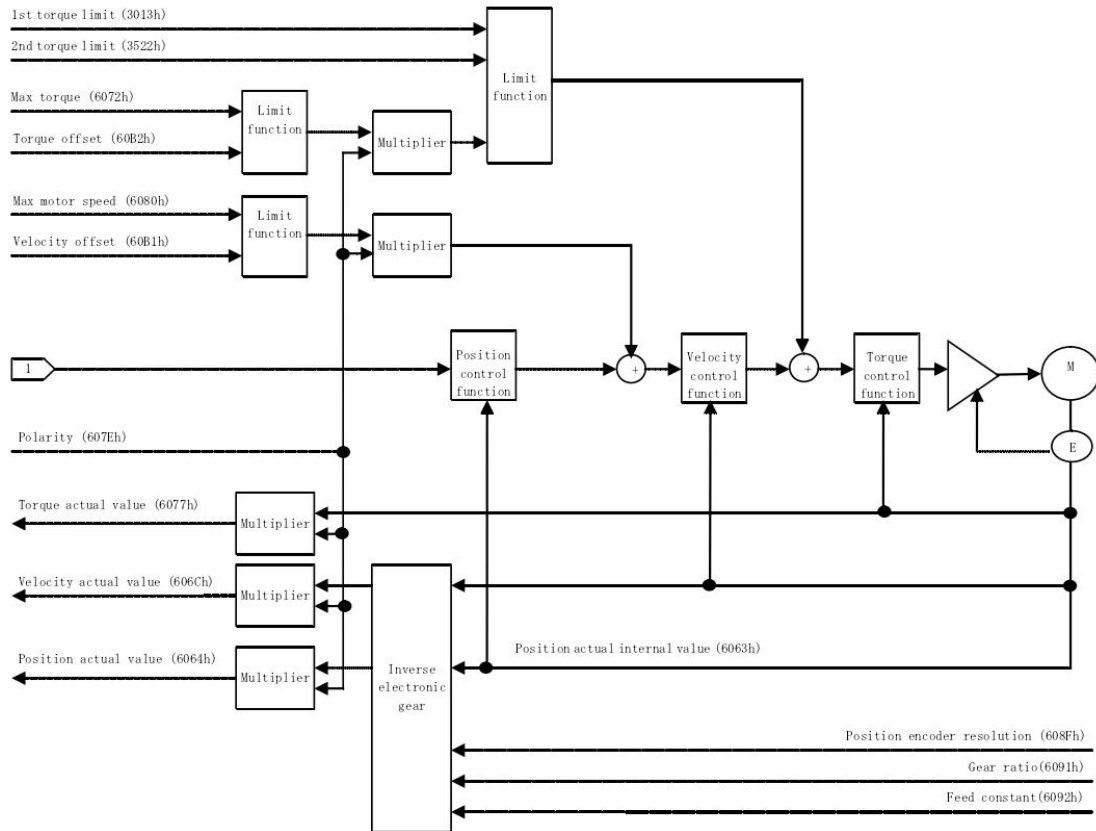 1st torque limit (3013h)
2nd torque limit (3522h)
Limit
function
Max torque (6072h)
Limit
function
Torque offset (60B2h)
Multiplier
Max motor speed (6080h)
Limit
function
Velocity offset (60B1h)
Multiplier
1
Position
control
function
+
Velocity
control
function
+
Torque
control
function
M
Polarity (607Eh)
E
Torque actual value (6077h)
Multiplier
Velocity actual value (606Ch)
Multiplier
Position actual value (6064h)
Multiplier
Inverse
electronic
gear
Position actual internal value (6063h)
Position encoder resolution (608Fh)
Gear ratio(6091h)
Feed constant(6092h)